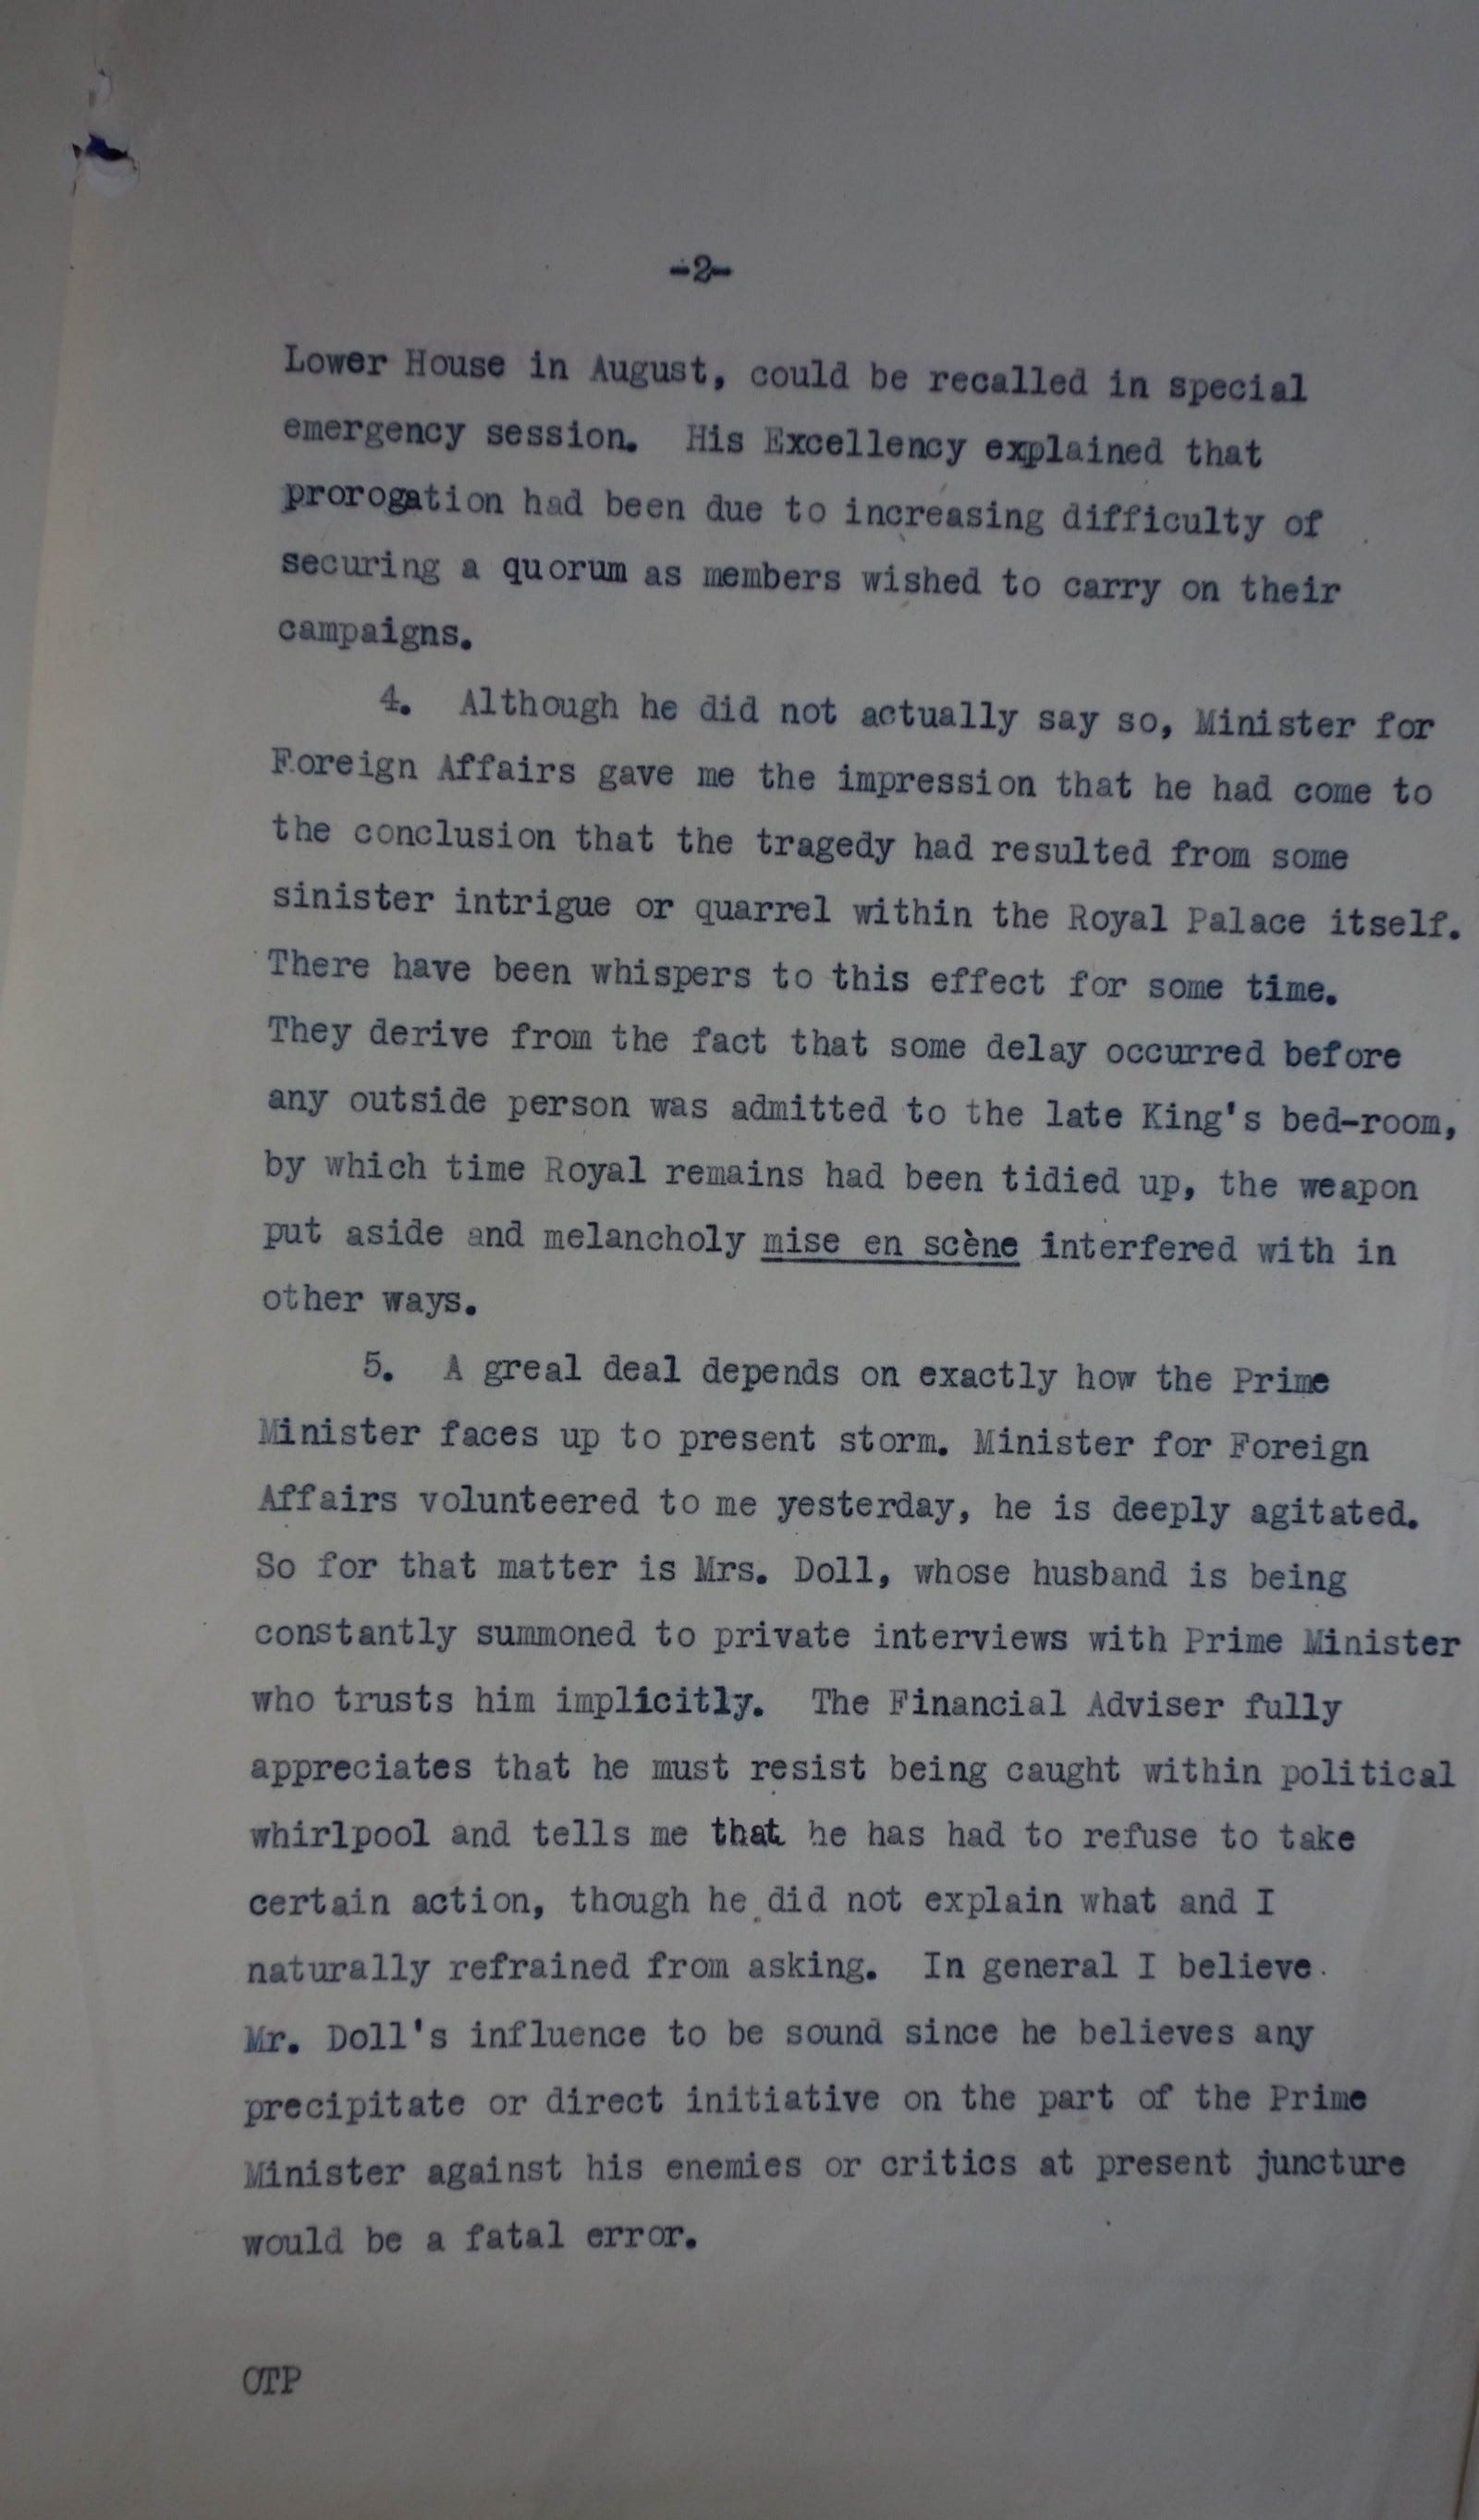 -2-
Lower House in August, could be recalled in special
emergency session. His Excellency explained that
prorogation had been due to increasing difficulty of
securing a quorum as members wished to carry on their
campaigns.
4. Although he did not actually say so, Minister for
Foreign Affairs gave me the impression that he had come to
the conclusion that the tragedy had resulted from some
sinister intrigue or quarrel within the Royal Palace itself.
There have been whispers to this effect for some time.
They derive from the fact that some delay occurred before
any outside person was admitted to the late King's bed-room,
by which time Royal remains had been tidied up, the weapon
put aside and melancholy mise en scène interfered with in
other ways.
5. A greal deal depends on exactly how the Prime
Minister faces up to present storm. Minister for Foreign
Affairs volunteered to me yesterday, he is deeply agitated.
So for that matter is Mrs. Doll, whose husband is being
constantly summoned to private interviews with Prime Minister
who trusts him implicitly. The Financial Adviser fully
appreciates that he must resist being caught within political
whirlpool and tells me that he has had to refuse to take
certain action, though he did not explain what and I
naturally refrained from asking. In general I believe
Mr. Doll's influence to be sound since he believes any
precipitate or direct initiative on the part of the Prime
Minister against his enemies or critics at present juncture
would be a fatal error.
OTP